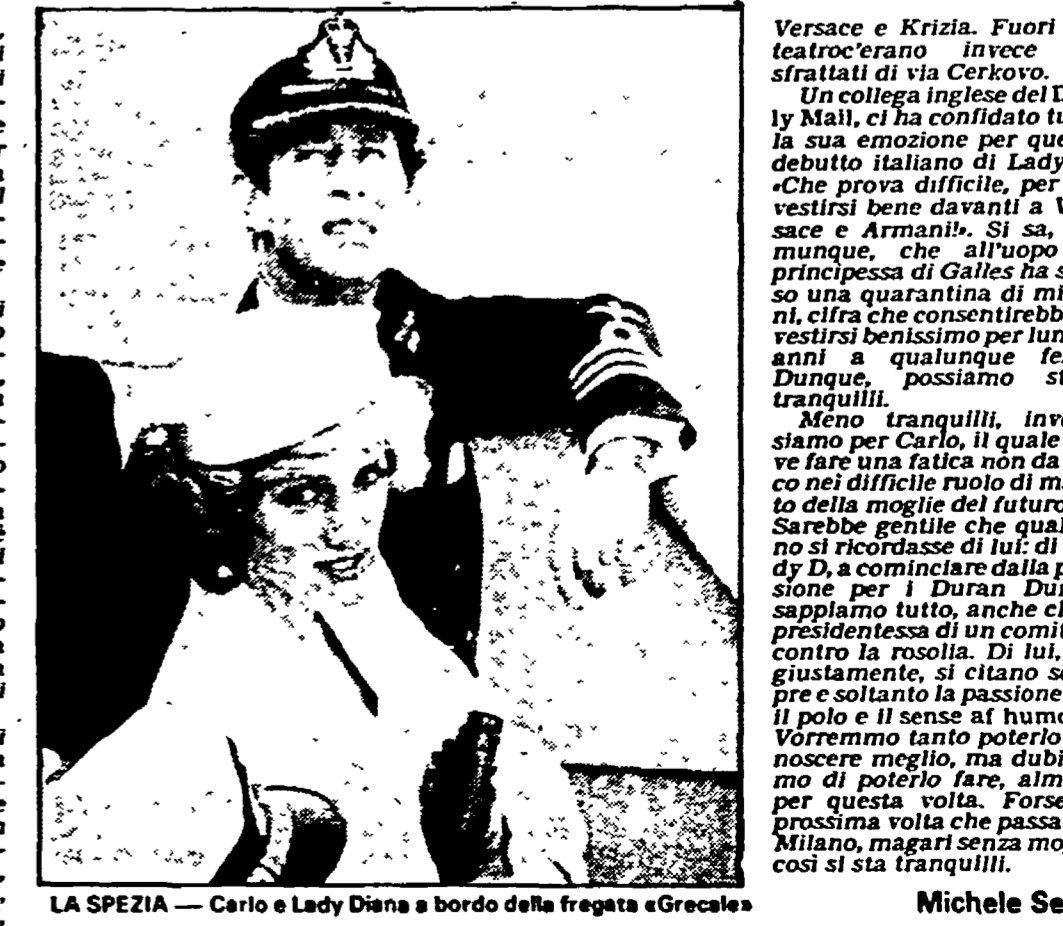 Versace e Krizia. Fuori
teatroc'erano invece
sfrattati di via Cerkovo.
Un collega inglese del D
ly Mail, ci ha confidato tu
la sua emozione per que
debutto italiano di Lady
«Che prova difficile, per
vestirsi bene davanti a V
sace e Armani!». Si sa,
munque, che all'uopo
principessa di Galles ha s
so una quarantina di mi
ni, cifra che consentirebb
vestirsi benissimo per lun
anni a qualunque fe
Dunque, possiamo st
tranquilli.
Meno tranquilli, inv
siamo per Carlo, il quale
ve fare una fatica non da
co nei difficile ruolo di m
to della moglie del futuro
Sarebbe gentile che qual
no si ricordasse di lui: di
dy D, a cominciare dalla p
sione per i Duran Du
sappiamo tutto, anche c
presidentessa di un comit
contro la rosolia. Di lui,
giustamente, si citano s
pre e soltanto la passione
il polo e il sense af humo
Vorremmo tanto poterlo
noscere meglio, ma dubi
mo di poterlo fare, alm
per questa volta. Forse
prossima volta che passa
Milano, magari senza mo
così si sta tranquilli.
Michele Se
LA SPEZIA — Carlo e Lady Diana a bordo della fregata «Grecale»